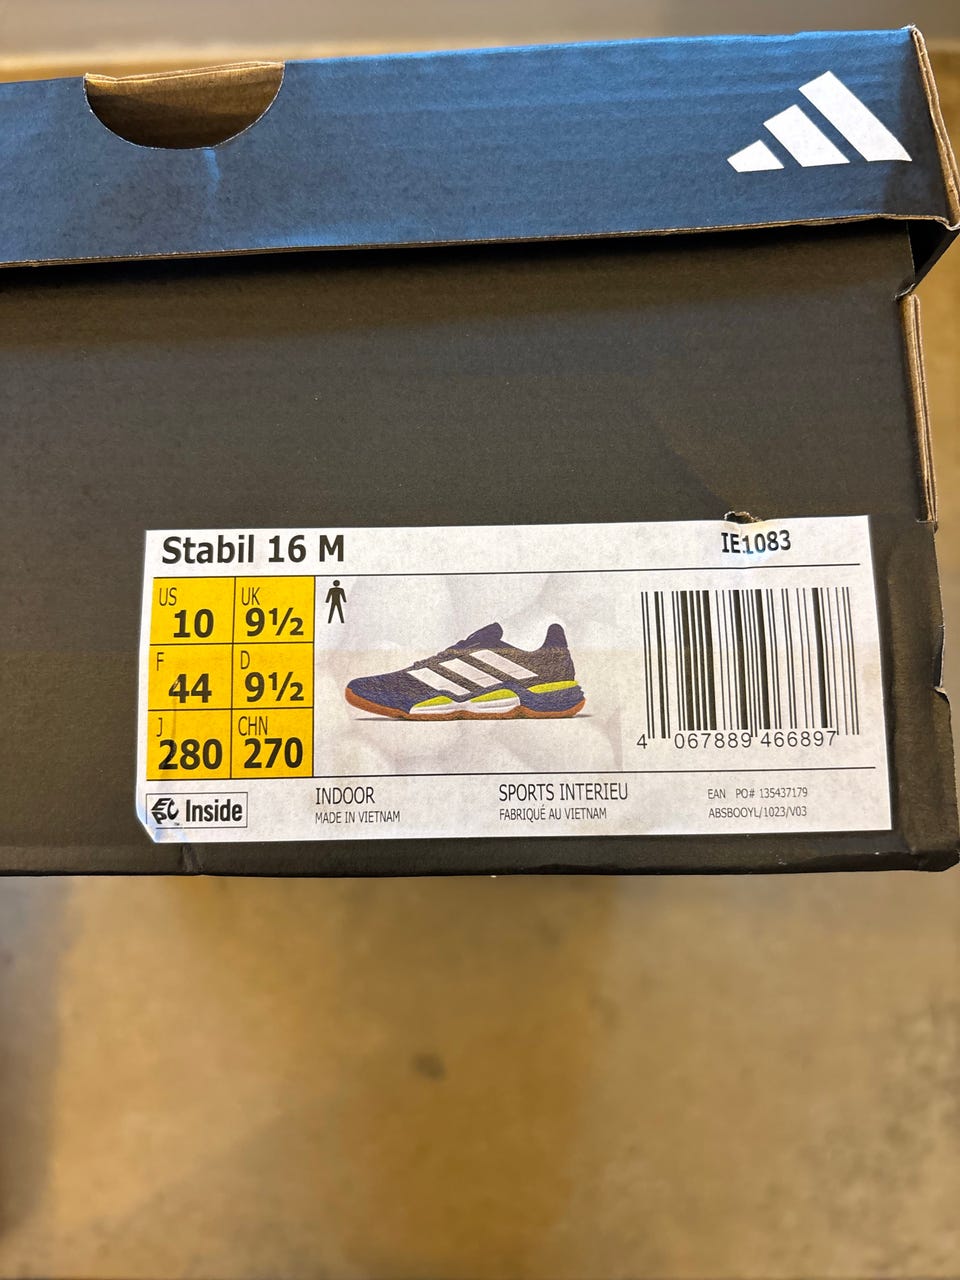 Stabil 16 M
IE1083
US
10
UK
9½
F
44
D
9½
J
280
CHN
270
4 067889 466897
Inside
INDOOR
MADE IN VIETNAM
SPORTS INTERIEU
FABRIQUÉ AU VIETNAM
EAN PO# 135437179
ABSBOOYL/1023/V03